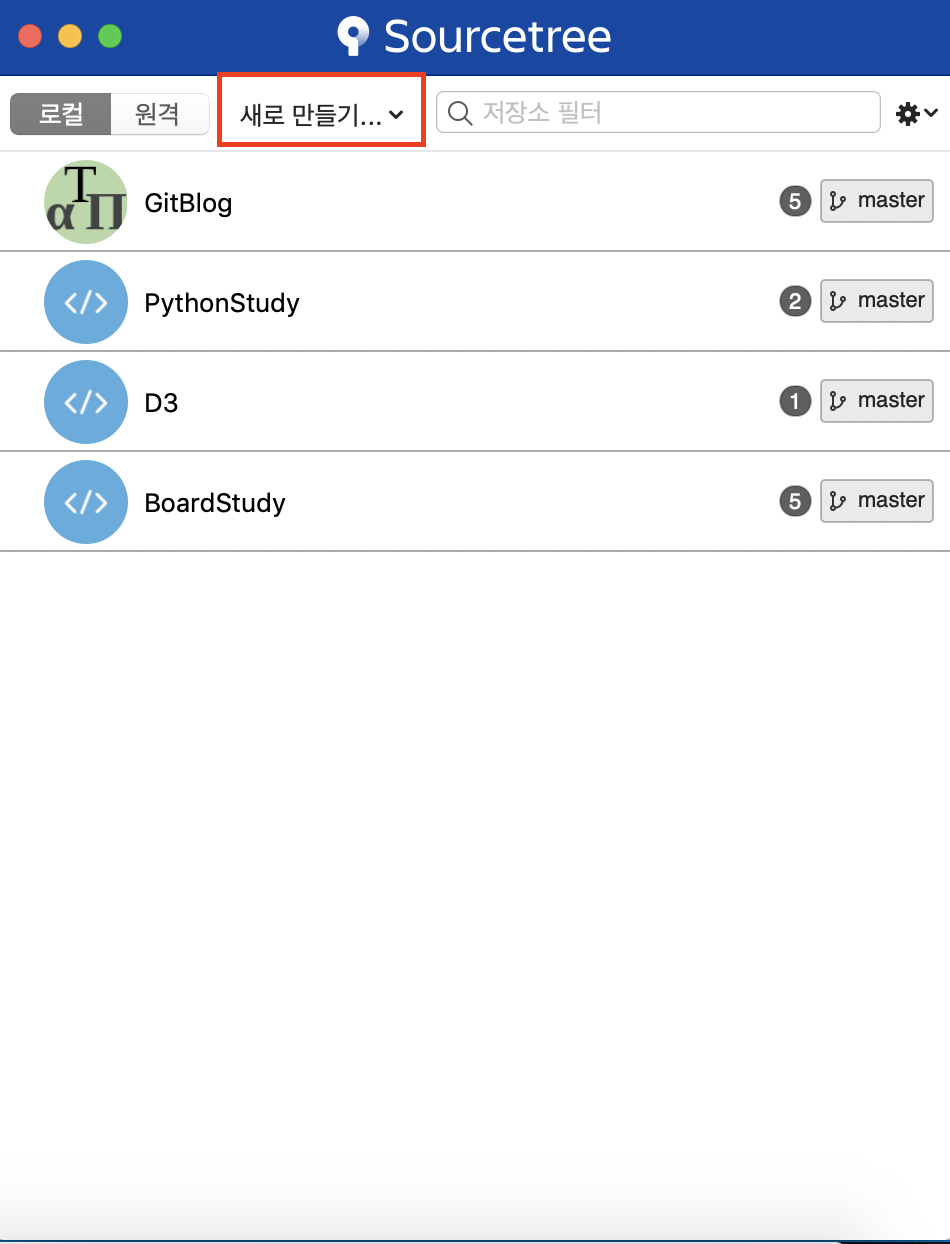 Sourcetree
로컬 원격 새로 만들기... 저장소 필터
TαΠ GitBlog 5 master
</> PythonStudy 2 master
</> D3 1 master
</> BoardStudy 5 master